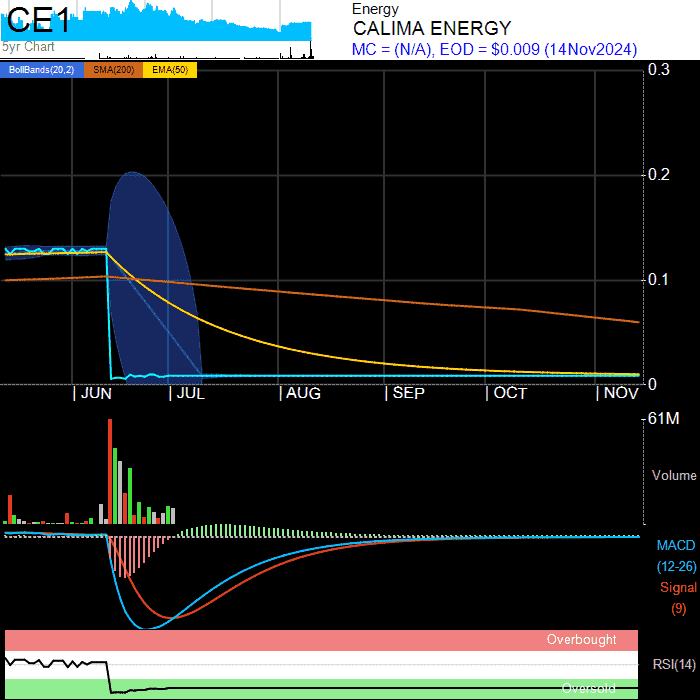 CE1
5yr Chart
Energy
CALIMA ENERGY
MC = (N/A), EOD = $0.009 (14Nov2024)
BollBands(20,2) SMA(200) EMA(50)
0.3
0.2
0.1
0
JUN JUL AUG SEP OCT NOV
61M
Volume
MACD
(12-26)
Signal
(9)
Overbought
RSI(14)
Oversold